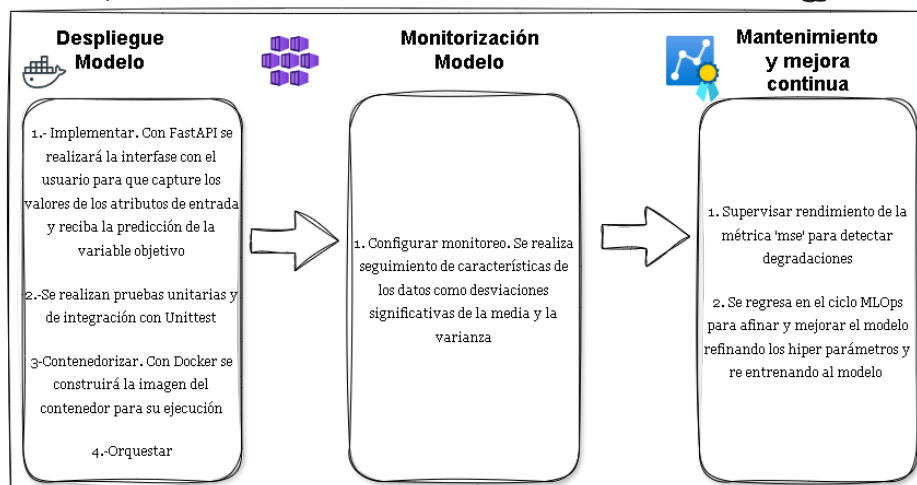 Despliegue
Modelo
1.- Implementar. Con FastAPI se
realizará la interfase con el
usuario para que capture los
valores de los atributos de entrada
y reciba la predicción de la
variable objetivo
2.-Se realizan pruebas unitarias y
de integración con Unittest
3-Contenedorizar. Con Docker se
construirá la imagen del
contenedor para su ejecución
4.-Orquestar
Monitorización
Modelo
1. Configurar monitoreo. Se realiza
seguimiento de características de
los datos como desviaciones
significativas de la media y la
varianza
Mantenimiento
y mejora
continua
1. Supervisar rendimiento de la
métrica 'mse' para detectar
degradaciones
2. Se regresa en el ciclo MLOps
para afinar y mejorar el modelo
refinando los hiper parámetros y
re entrenando al modelo